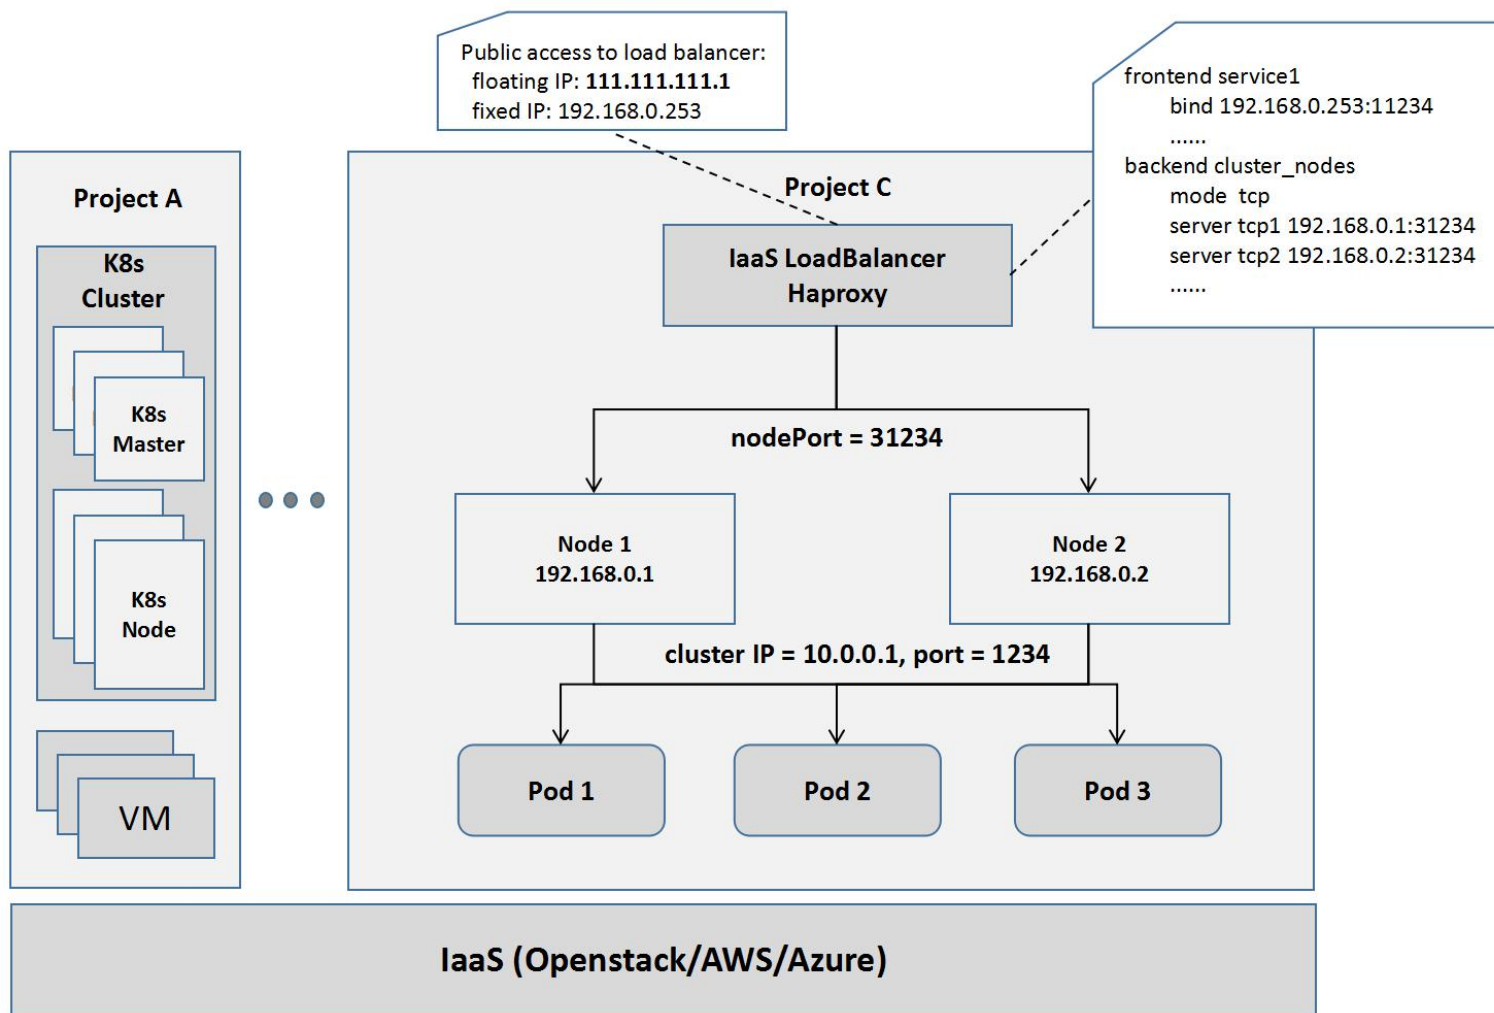 Public access to load balancer:
floating IP: 111.111.111.1
fixed IP: 192.168.0.253
frontend service1
bind 192.168.0.253:11234
......
backend cluster_nodes
mode tcp
server tcp1 192.168.0.1:31234
server tcp2 192.168.0.2:31234
......
Project A
K8s
Cluster
K8s
Master
K8s
Node
VM
Project C
IaaS LoadBalancer
Haproxy
nodePort = 31234
Node 1
192.168.0.1
Node 2
192.168.0.2
cluster IP = 10.0.0.1, port = 1234
Pod 1
Pod 2
Pod 3
IaaS (Openstack/AWS/Azure)